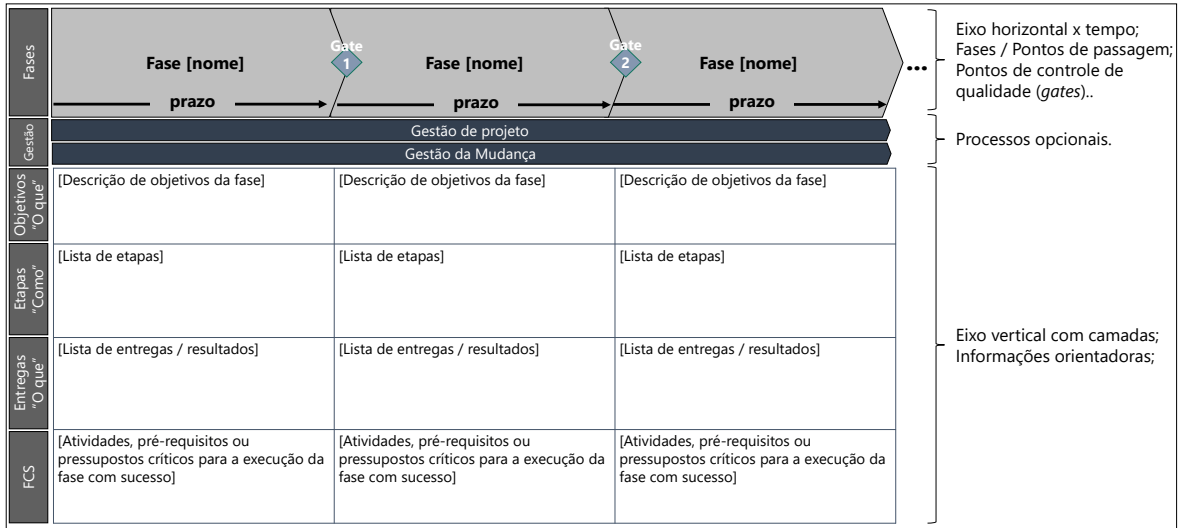 Fases
Gate
1
Gate
2
Fase [nome]
Fase [nome]
Fase [nome]
...
prazo
prazo
prazo
Eixo horizontal x tempo;
Fases / Pontos de passagem;
Pontos de controle de
qualidade (gates)..
Gestão
Gestão de projeto
Gestão da Mudança
Processos opcionais.
Objetivos
"O que"
[Descrição de objetivos da fase]
[Descrição de objetivos da fase]
[Descrição de objetivos da fase]
Etapas
"Como"
[Lista de etapas]
[Lista de etapas]
[Lista de etapas]
Entregas
"O que"
[Lista de entregas / resultados]
[Lista de entregas / resultados]
[Lista de entregas / resultados]
FCS
[Atividades, pré-requisitos ou
pressupostos críticos para a execução da
fase com sucesso]
[Atividades, pré-requisitos ou
pressupostos críticos para a execução da
fase com sucesso]
[Atividades, pré-requisitos ou
pressupostos críticos para a execução da
fase com sucesso]
Eixo vertical com camadas;
Informações orientadoras;